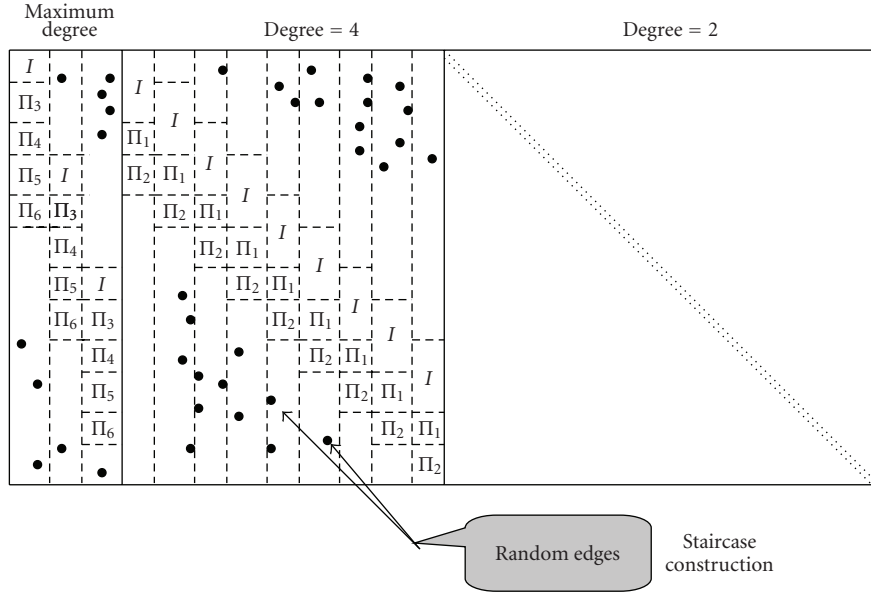 Maximum
degree
Degree = 4
Degree = 2
I
I
Π3
I
Π4
Π1
I
Π5
I
Π2
Π1
I
Π6
Π3
Π2
Π1
I
Π4
Π2
Π1
I
Π5
I
Π2
Π1
I
Π6
Π3
Π2
Π1
I
Π4
Π2
Π1
I
Π5
Π2
Π1
Π6
Π2
Π1
Π2
Random edges
Staircase
construction